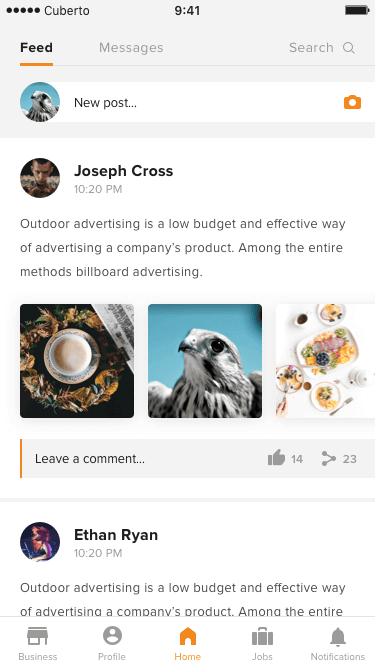 Cuberto 9:41
Feed Messages Search
New post...
Joseph Cross
10:20 PM
Outdoor advertising is a low budget and effective way
of advertising a company's product. Among the entire
methods billboard advertising.
Leave a comment... 14 23
Ethan Ryan
10:20 PM
Outdoor advertising is a low budget and effective way
of advertising a company's product. Among the entire
Business Profile Home Jobs Notifications